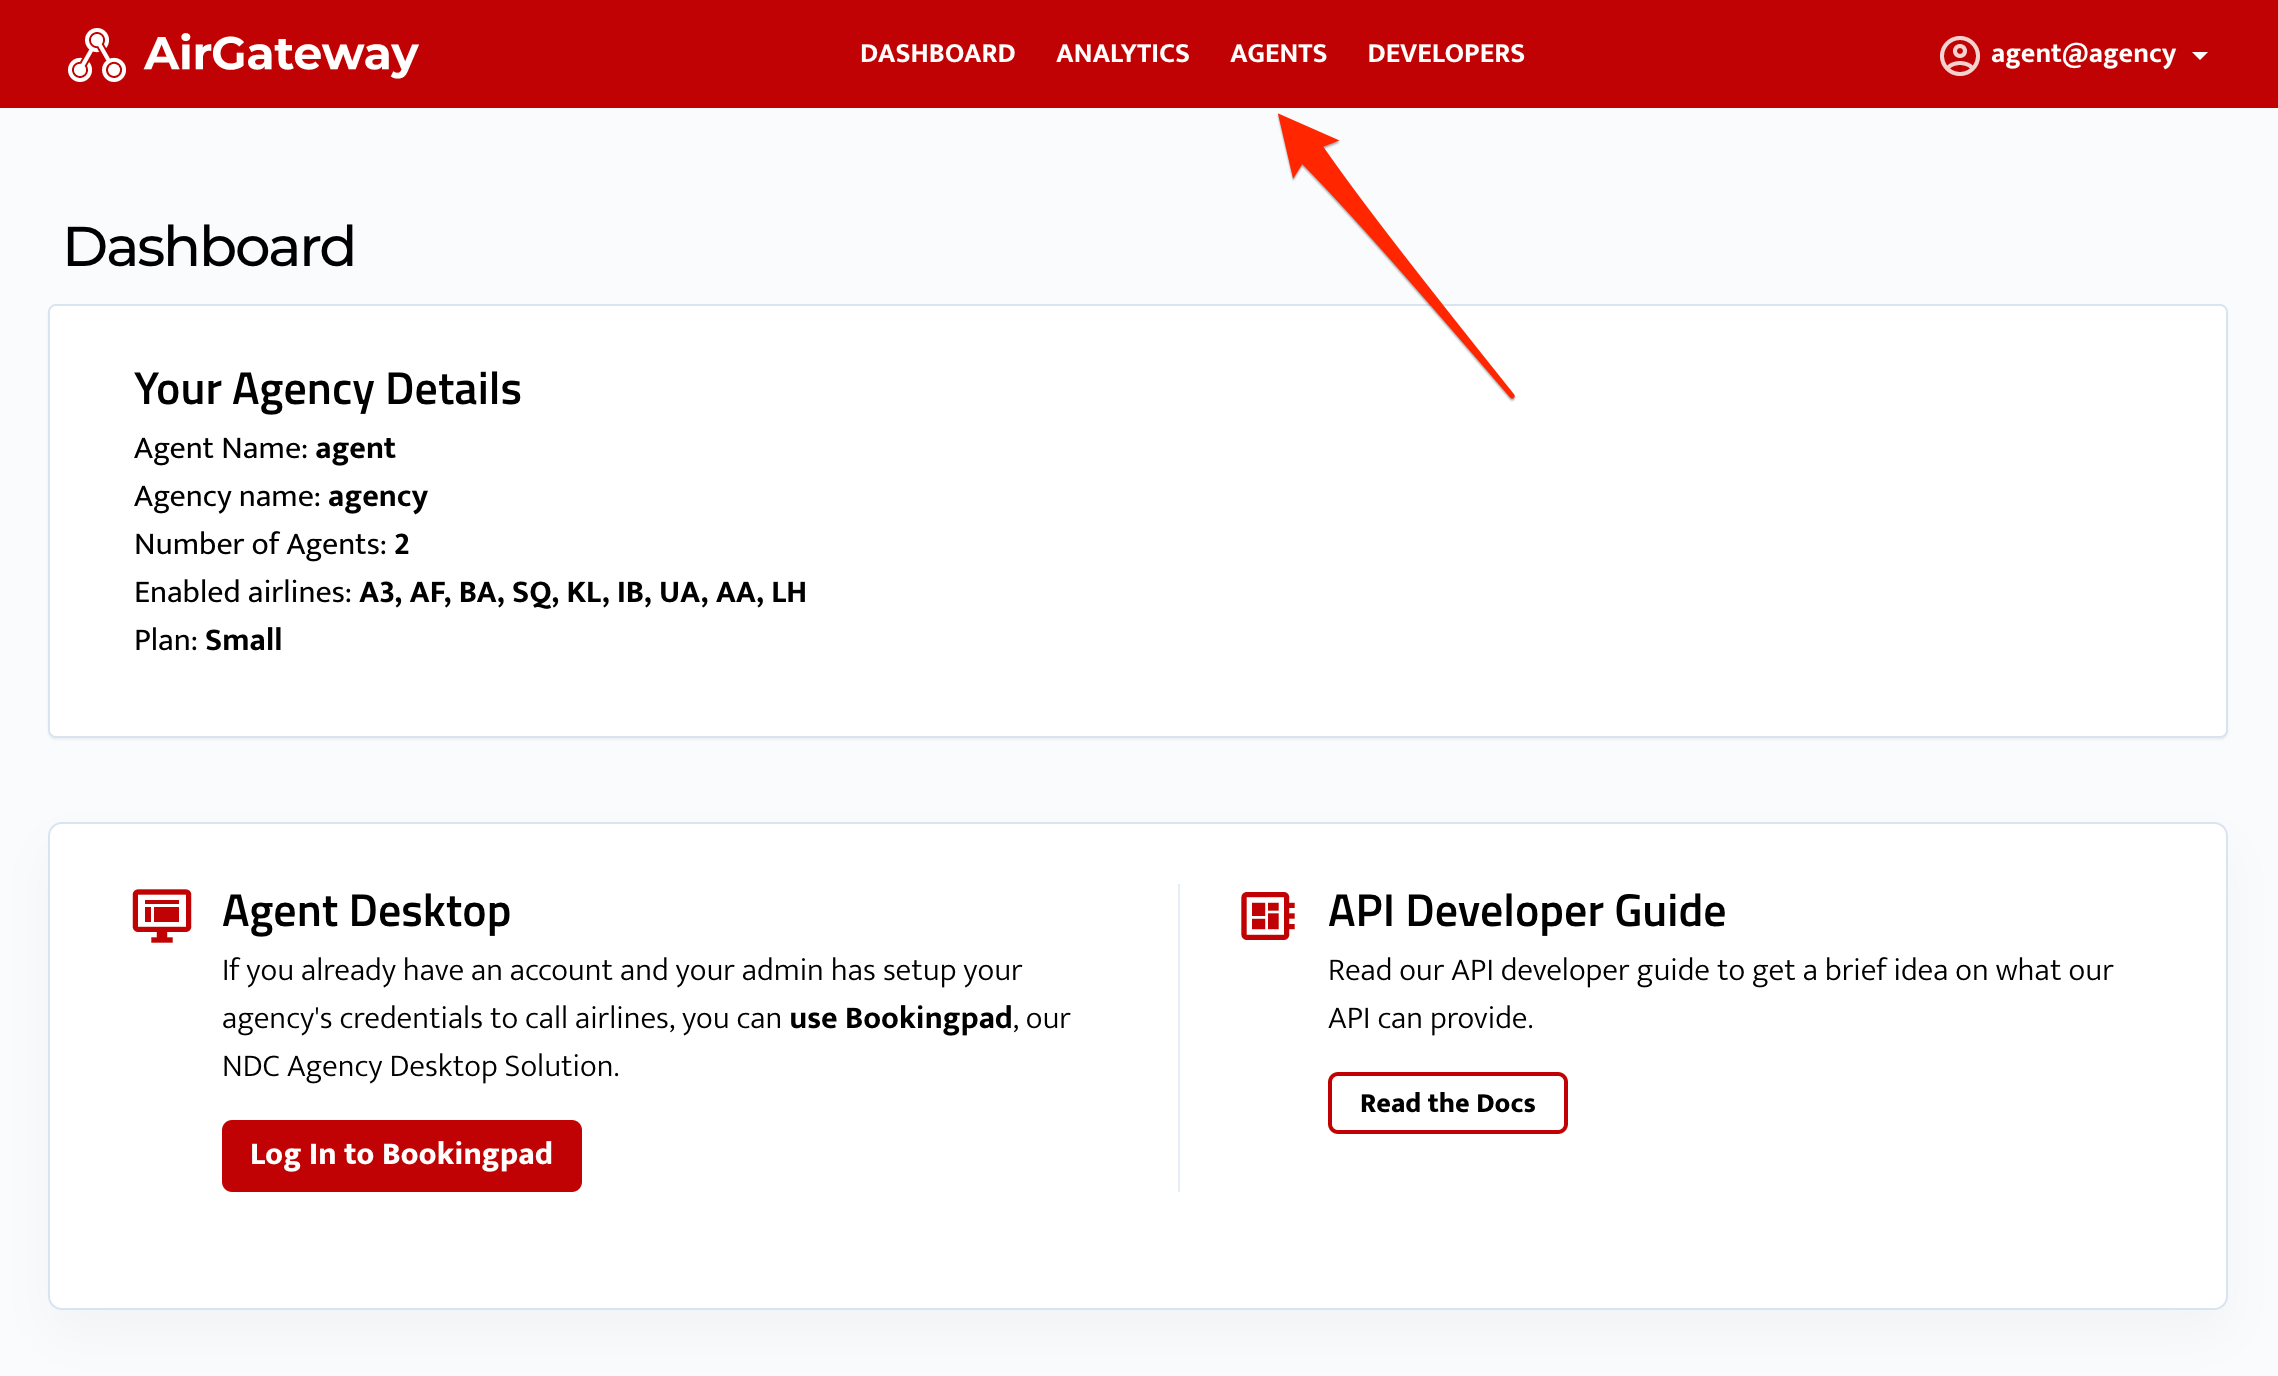 AirGateway
DASHBOARD ANALYTICS AGENTS DEVELOPERS
agent@agency
Dashboard
Your Agency Details
Agent Name: agent
Agency name: agency
Number of Agents: 2
Enabled airlines: A3, AF, BA, SQ, KL, IB, UA, AA, LH
Plan: Small
Agent Desktop
If you already have an account and your admin has setup your
agency's credentials to call airlines, you can use Bookingpad, our
NDC Agency Desktop Solution.
Log In to Bookingpad
API Developer Guide
Read our API developer guide to get a brief idea on what our
API can provide.
Read the Docs